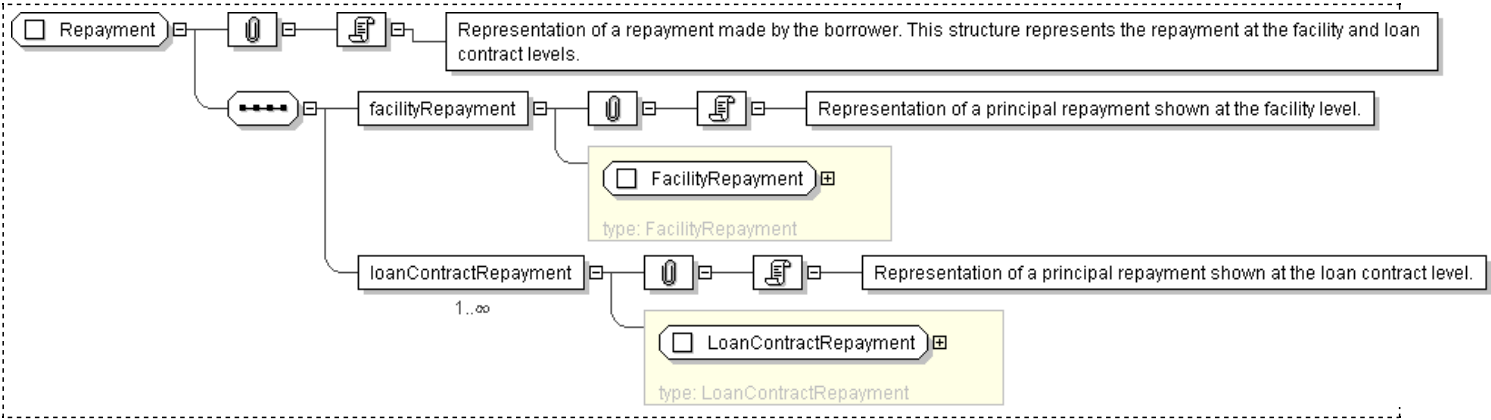 Repayment
Representation of a repayment made by the borrower. This structure represents the repayment at the facility and loan
contract levels.
facilityRepayment
Representation of a principal repayment shown at the facility level.
FacilityRepayment
type: FacilityRepayment
loanContractRepayment
Representation of a principal repayment shown at the loan contract level.
1..∞
LoanContractRepayment
type: LoanContractRepayment